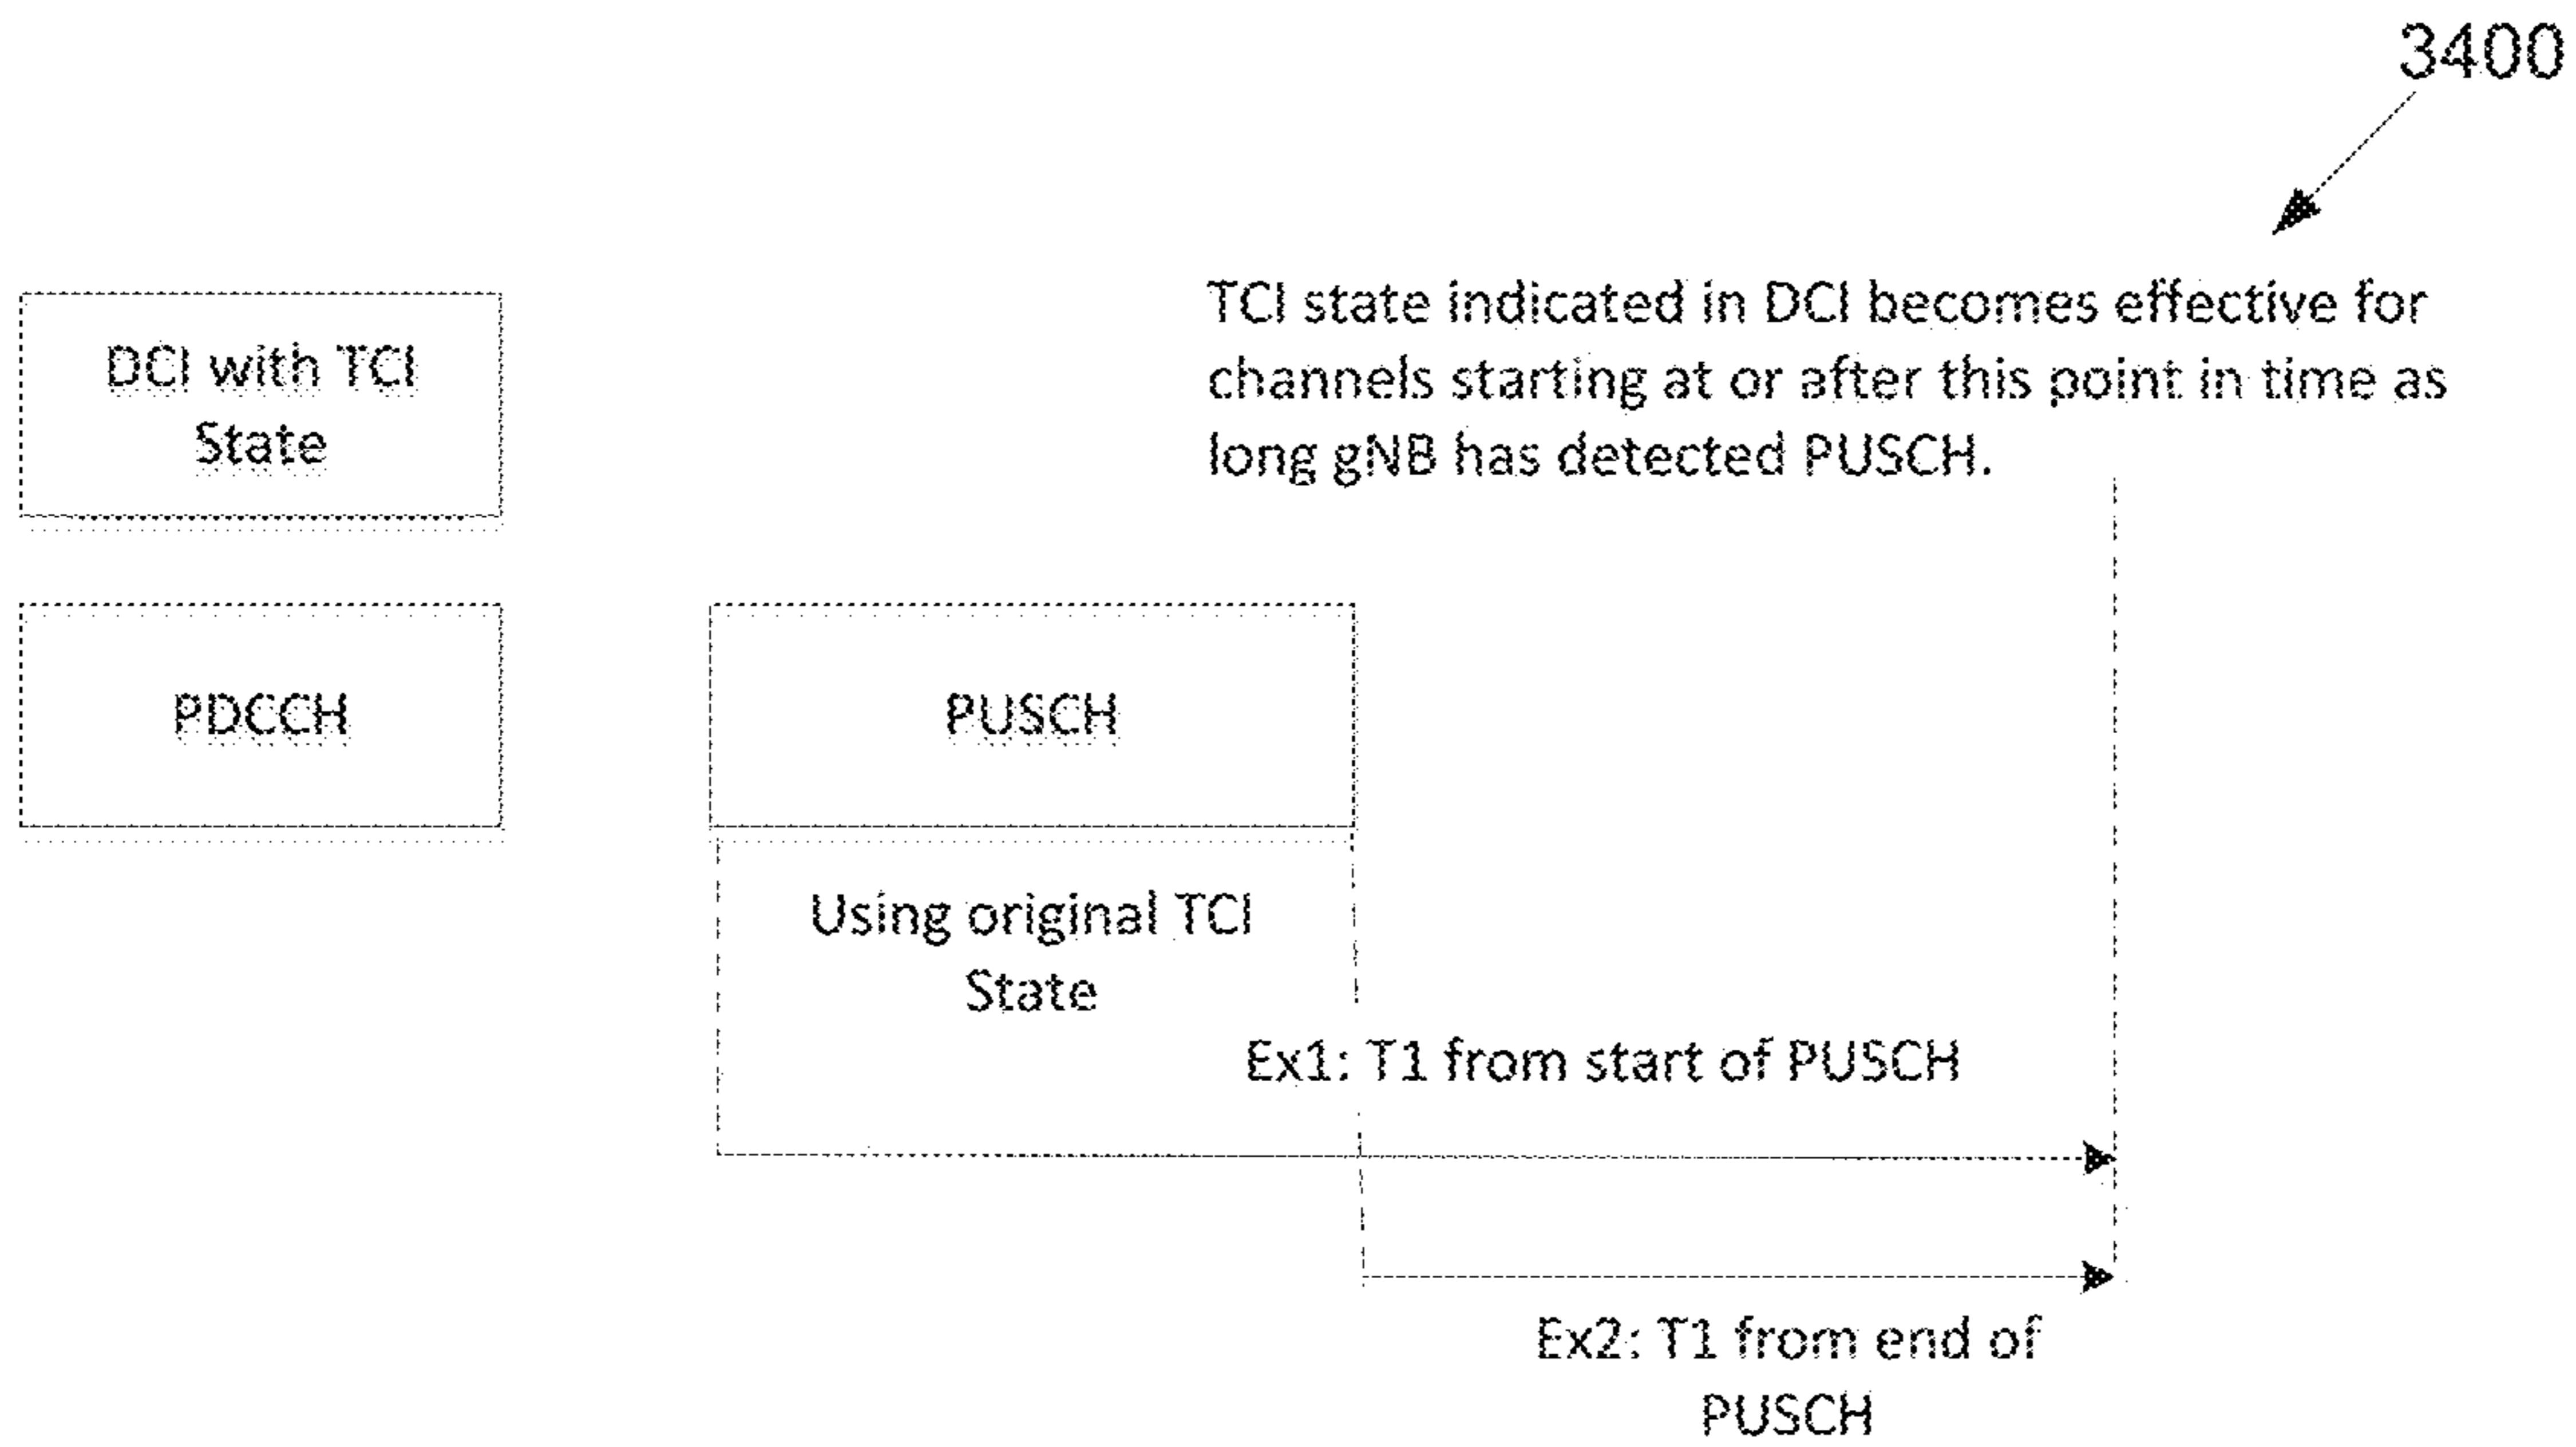 3400
TCI state indicated in DCI becomes effective for
channels starting at or after this point in time as
long gNB has detected PUSCH.
DCI with TCI
State
PDCCH
PUSCH
Using original TCI
State
Ex1: T1 from start of PUSCH
Ex2: T1 from end of
PUSCH